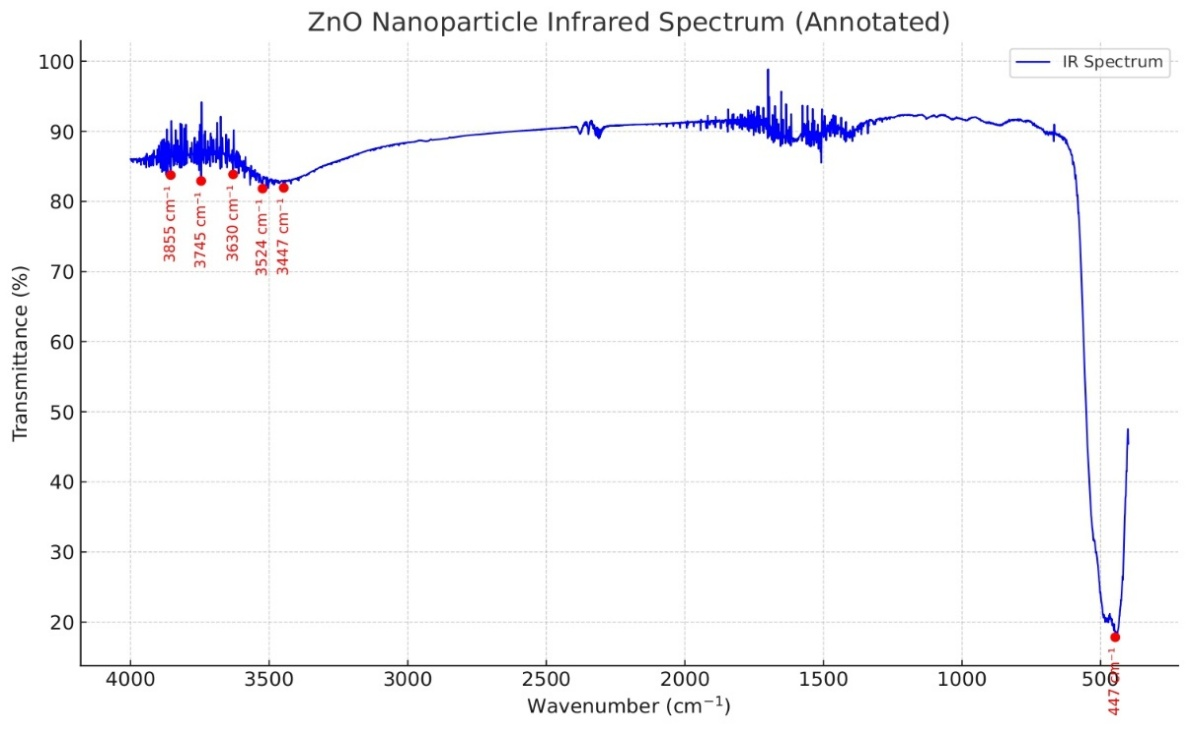 ZnO Nanoparticle Infrared Spectrum (Annotated)
IR Spectrum
100
90
80
70
60
50
40
30
20
Transmittance (%)
3855 cm⁻¹
3745 cm⁻¹
3630 cm⁻¹
3524 cm⁻¹
3447 cm⁻¹
447 cm⁻¹
4000 3500 3000 2500 2000 1500 1000 500
Wavenumber (cm⁻¹)